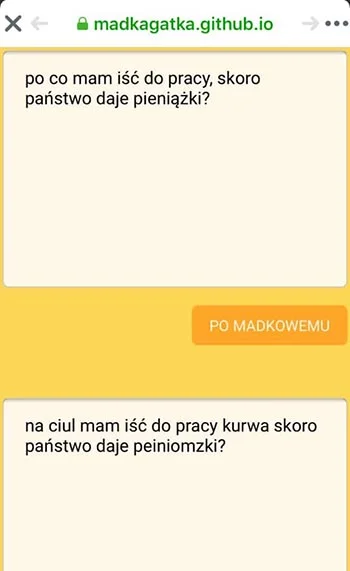 madkagatka.github.io
po co mam iść do pracy, skoro
państwo daje pieniążki?
PO MADKOWEMU
na ciul mam iść do pracy kurwa skoro
państwo daje peiniomzki?